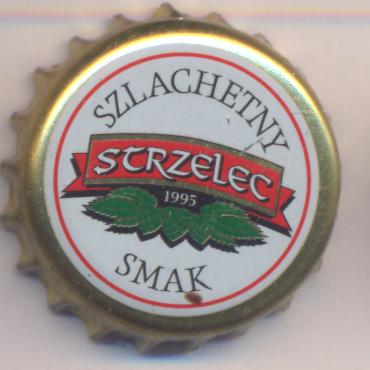 SZLACHETNY
STRZELEC
1995
SMAK